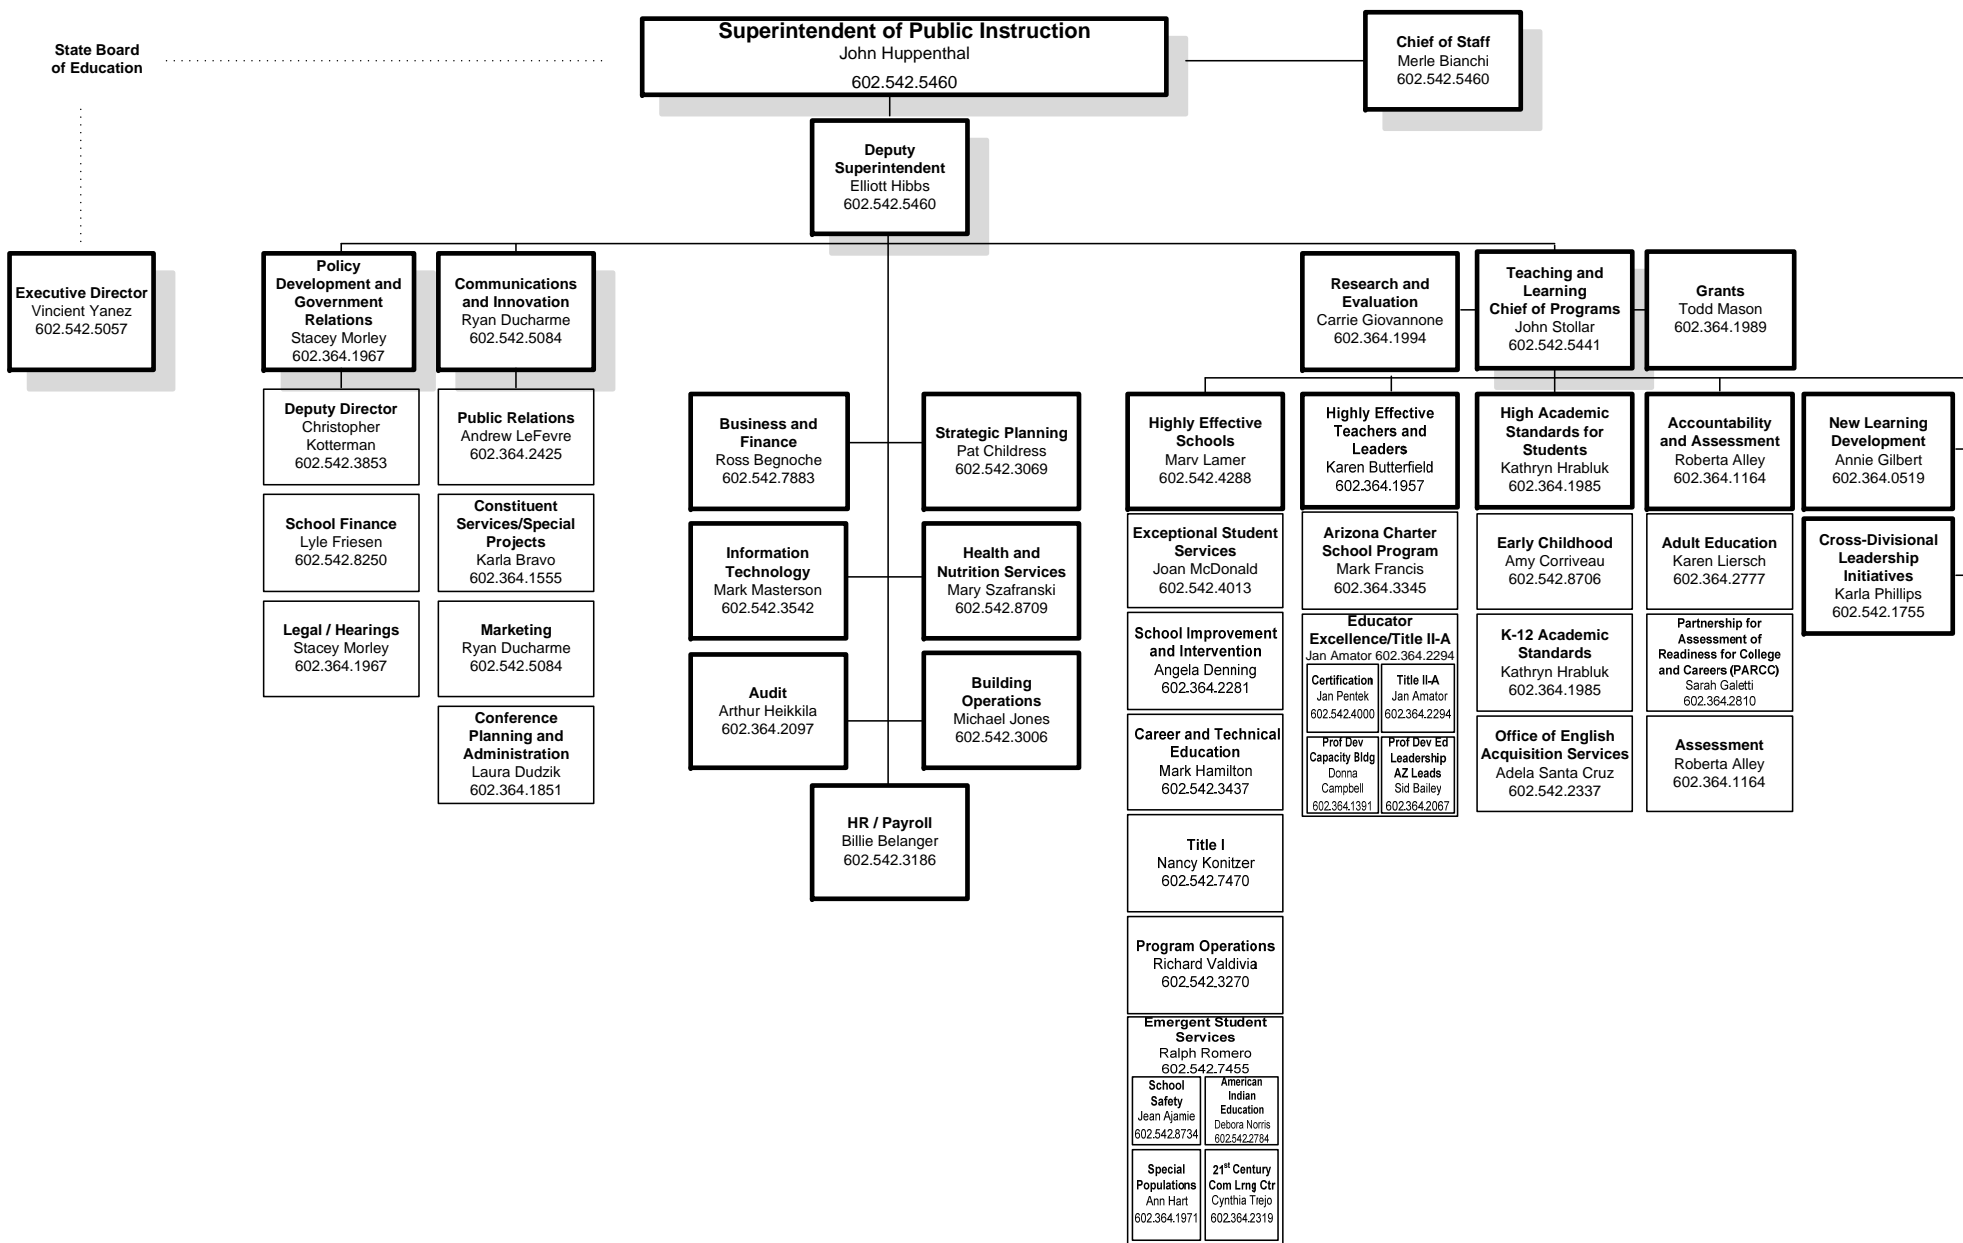 State Board
of Education
Superintendent of Public Instruction
John Huppenthal
602.542.5460
Chief of Staff
Merle Bianchi
602.542.5460
Deputy
Superintendent
Elliott Hibbs
602.542.5460
Executive Director
Vincient Yanez
602.542.5057
Policy
Development and
Government
Relations
Stacey Morley
602.364.1967
Communications
and Innovation
Ryan Ducharme
602.542.5084
Research and
Evaluation
Carrie Giovannone
602.364.1994
Teaching and
Learning
Chief of Programs
John Stollar
602.542.5441
Grants
Todd Mason
602.364.1989
Deputy Director
Christopher
Kotterman
602.542.3853
School Finance
Lyle Friesen
602.542.8250
Legal / Hearings
Stacey Morley
602.364.1967
Public Relations
Andrew LeFevre
602.364.2425
Constituent
Services/Special
Projects
Karla Bravo
602.364.1555
Marketing
Ryan Ducharme
602.542.5084
Conference
Planning and
Administration
Laura Dudzik
602.364.1851
Business and
Finance
Ross Begnoche
602.542.7883
Strategic Planning
Pat Childress
602.542.3069
Information
Technology
Mark Masterson
602.542.3542
Health and
Nutrition Services
Mary Szafranski
602.542.8709
Audit
Arthur Heikkila
602.364.2097
Building
Operations
Michael Jones
602.542.3006
HR / Payroll
Billie Belanger
602.542.3186
Highly Effective
Schools
Marv Lamer
602.542.4288
Exceptional Student
Services
Joan McDonald
602.542.4013
School Improvement
and Intervention
Angela Denning
602.364.2281
Career and Technical
Education
Mark Hamilton
602.542.3437
Title I
Nancy Konitzer
602.542.7470
Program Operations
Richard Valdivia
602.542.3270
Emergent Student
Services
Ralph Romero
602.542.7455
School
Safety
Jean Ajamie
602.542.8734
American
Indian
Education
Debora Norris
602.542.2784
Special
Populations
Ann Hart
602.364.1971
21st Century
Com Lrng Ctr
Cynthia Trejo
602.364.2319
Highly Effective
Teachers and
Leaders
Karen Butterfield
602.364.1957
Arizona Charter
School Program
Mark Francis
602.364.3345
Educator
Excellence/Title II-A
Jan Amator 602.364.2294
Certification
Jan Pentek
602.542.4000
Title II-A
Jan Amator
602.364.2294
Prof Dev
Capacity Bldg
Donna
Campbell
602.364.1391
Prof Dev Ed
Leadership
AZ Leads
Sid Bailey
602.364.2067
High Academic
Standards for
Students
Kathryn Hrabluk
602.364.1985
Early Childhood
Amy Corriveau
602.542.8706
K-12 Academic
Standards
Kathryn Hrabluk
602.364.1985
Office of English
Acquisition Services
Adela Santa Cruz
602.542.2337
Accountability
and Assessment
Roberta Alley
602.364.1164
Adult Education
Karen Liersch
602.364.2777
Partnership for
Assessment of
Readiness for College
and Careers (PARCC)
Sarah Galetti
602.364.2810
Assessment
Roberta Alley
602.364.1164
New Learning
Development
Annie Gilbert
602.364.0519
Cross-Divisional
Leadership
Initiatives
Karla Phillips
602.542.1755